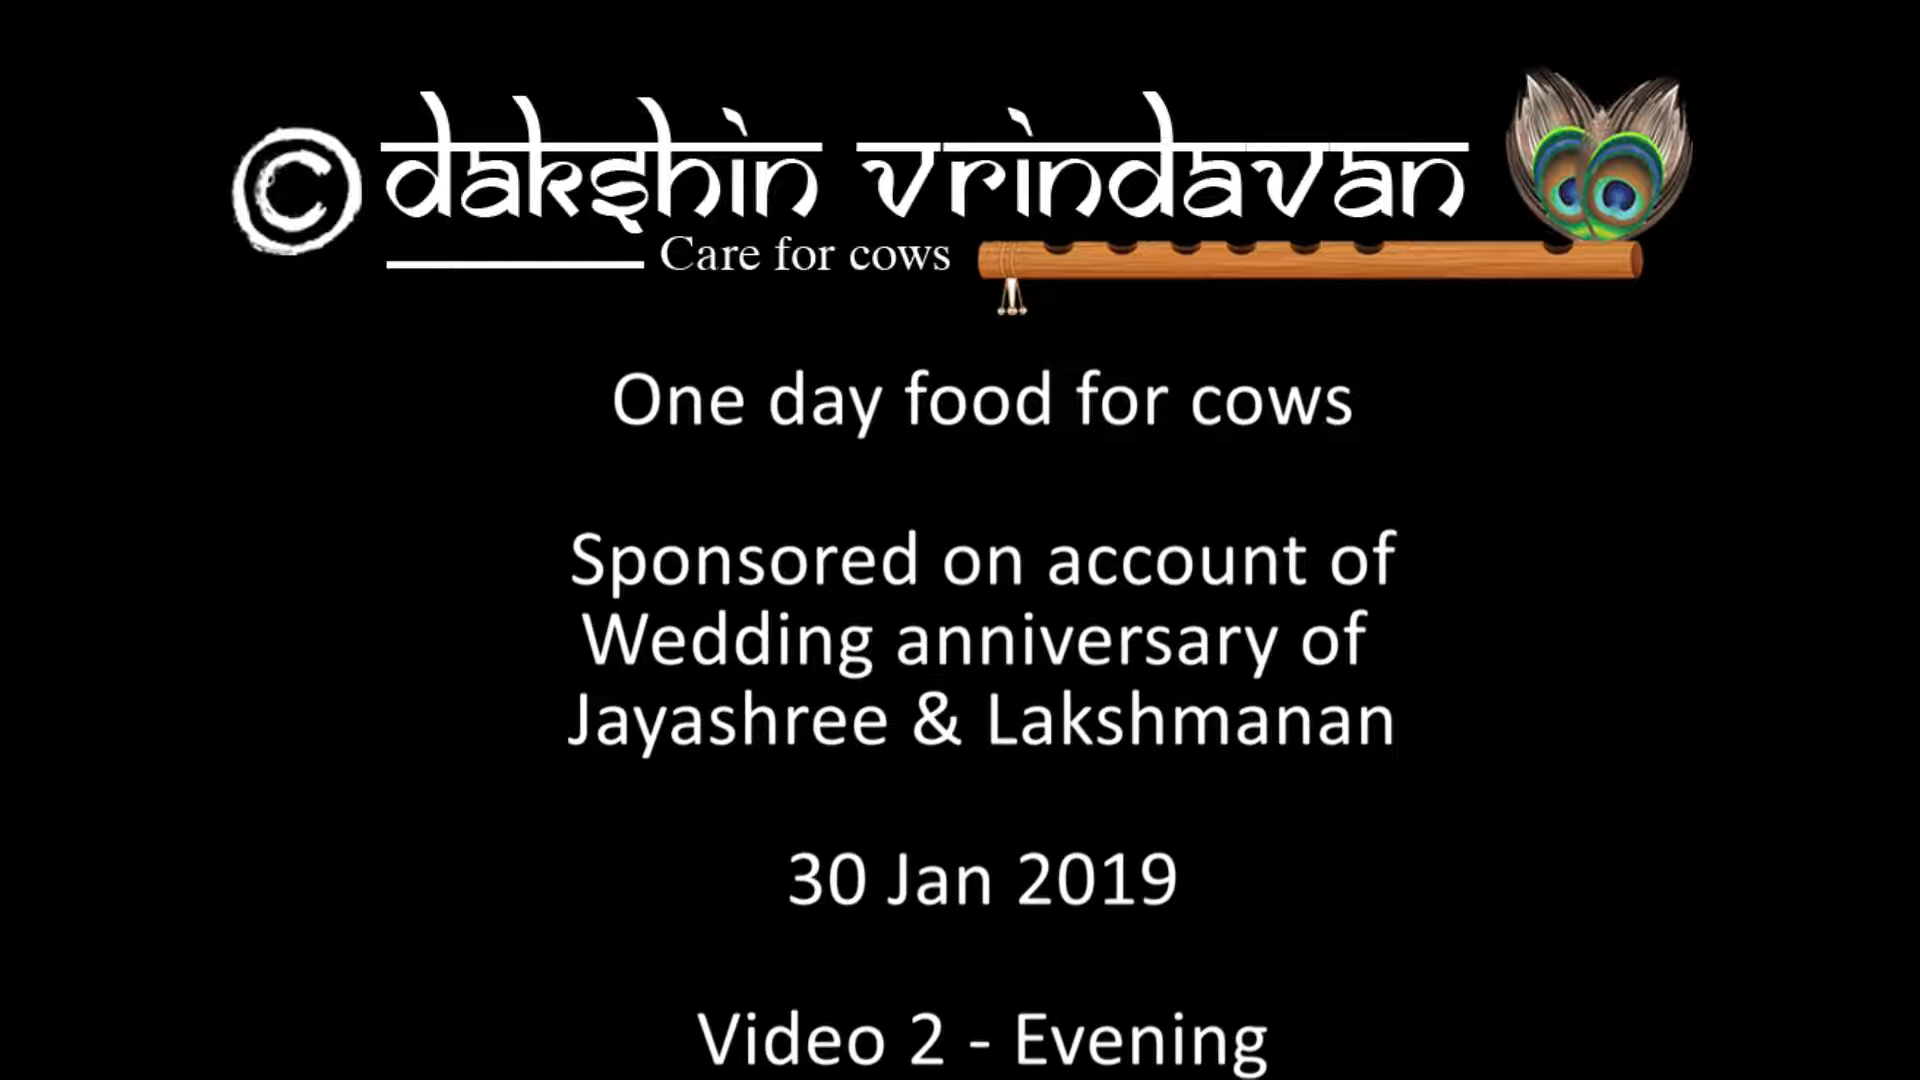 © dakshin vrindavan
Care for cows
One day food for cows
Sponsored on account of
Wedding anniversary of
Jayashree & Lakshmanan
30 Jan 2019
Video 2 - Evening